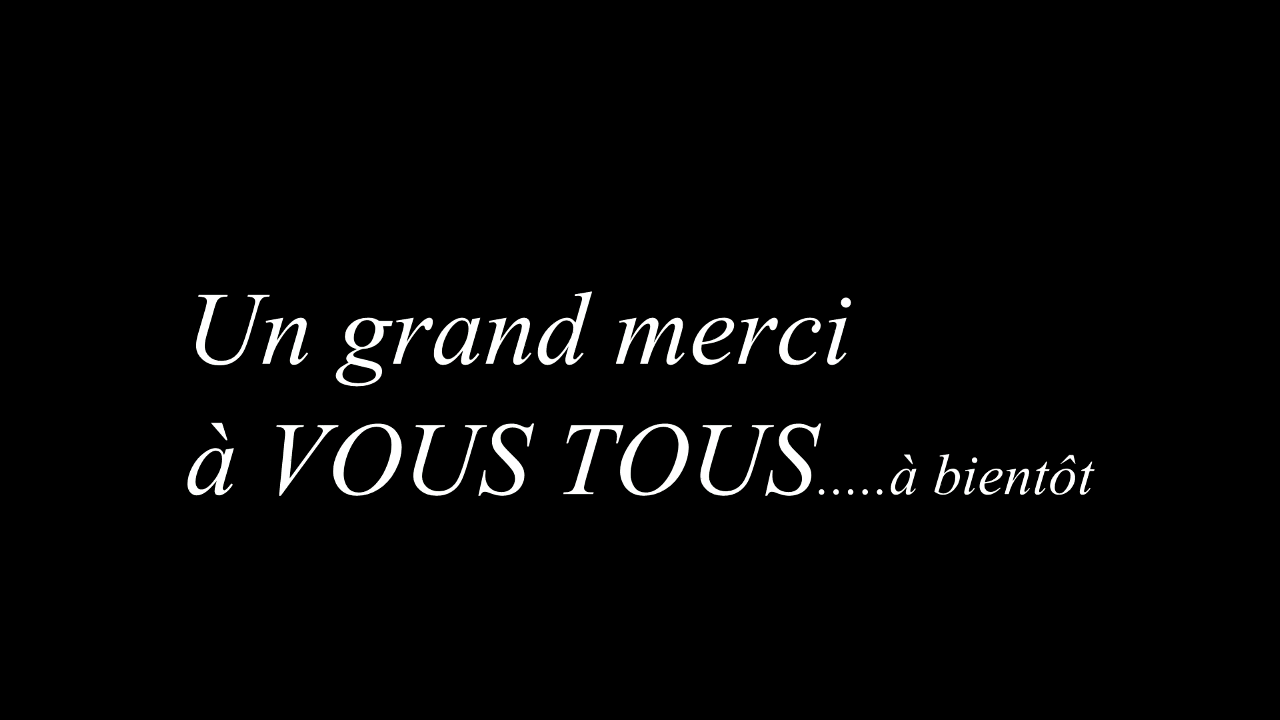 Un grand merci
à VOUS TOUS.....à bientôt